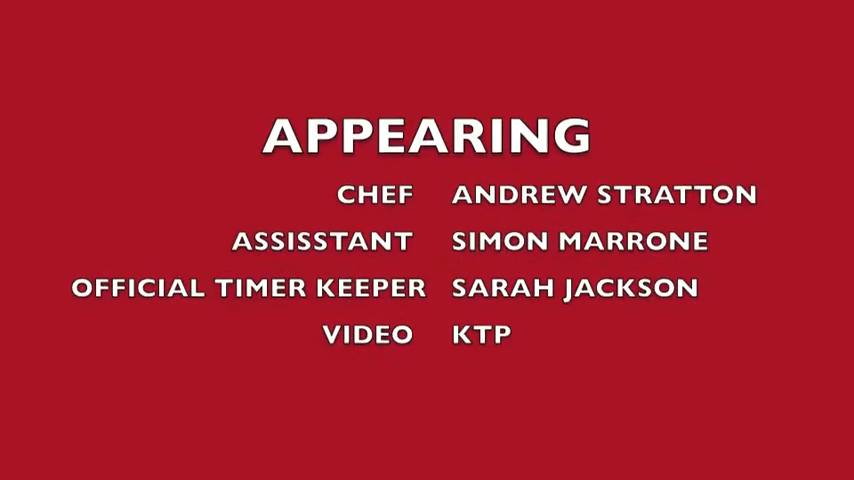 APPEARING
CHEF ANDREW STRATTON
ASSISSTANT SIMON MARRONE
OFFICIAL TIMER KEEPER SARAH JACKSON
VIDEO KTP